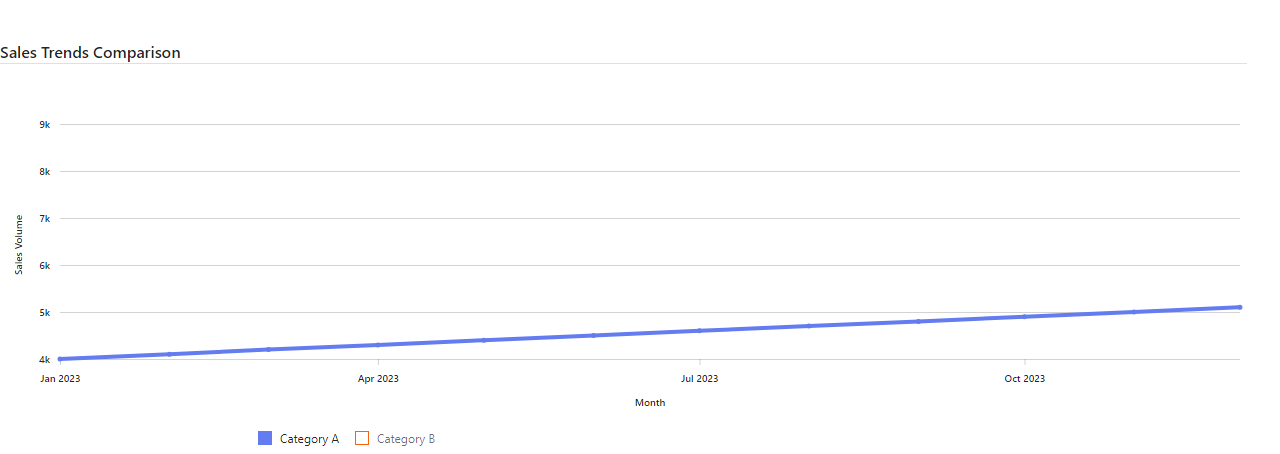 Sales Trends Comparison
9k
8k
7k
6k
5k
4k
Sales Volume
Jan 2023 Apr 2023 Jul 2023 Oct 2023
Month
Category A Category B